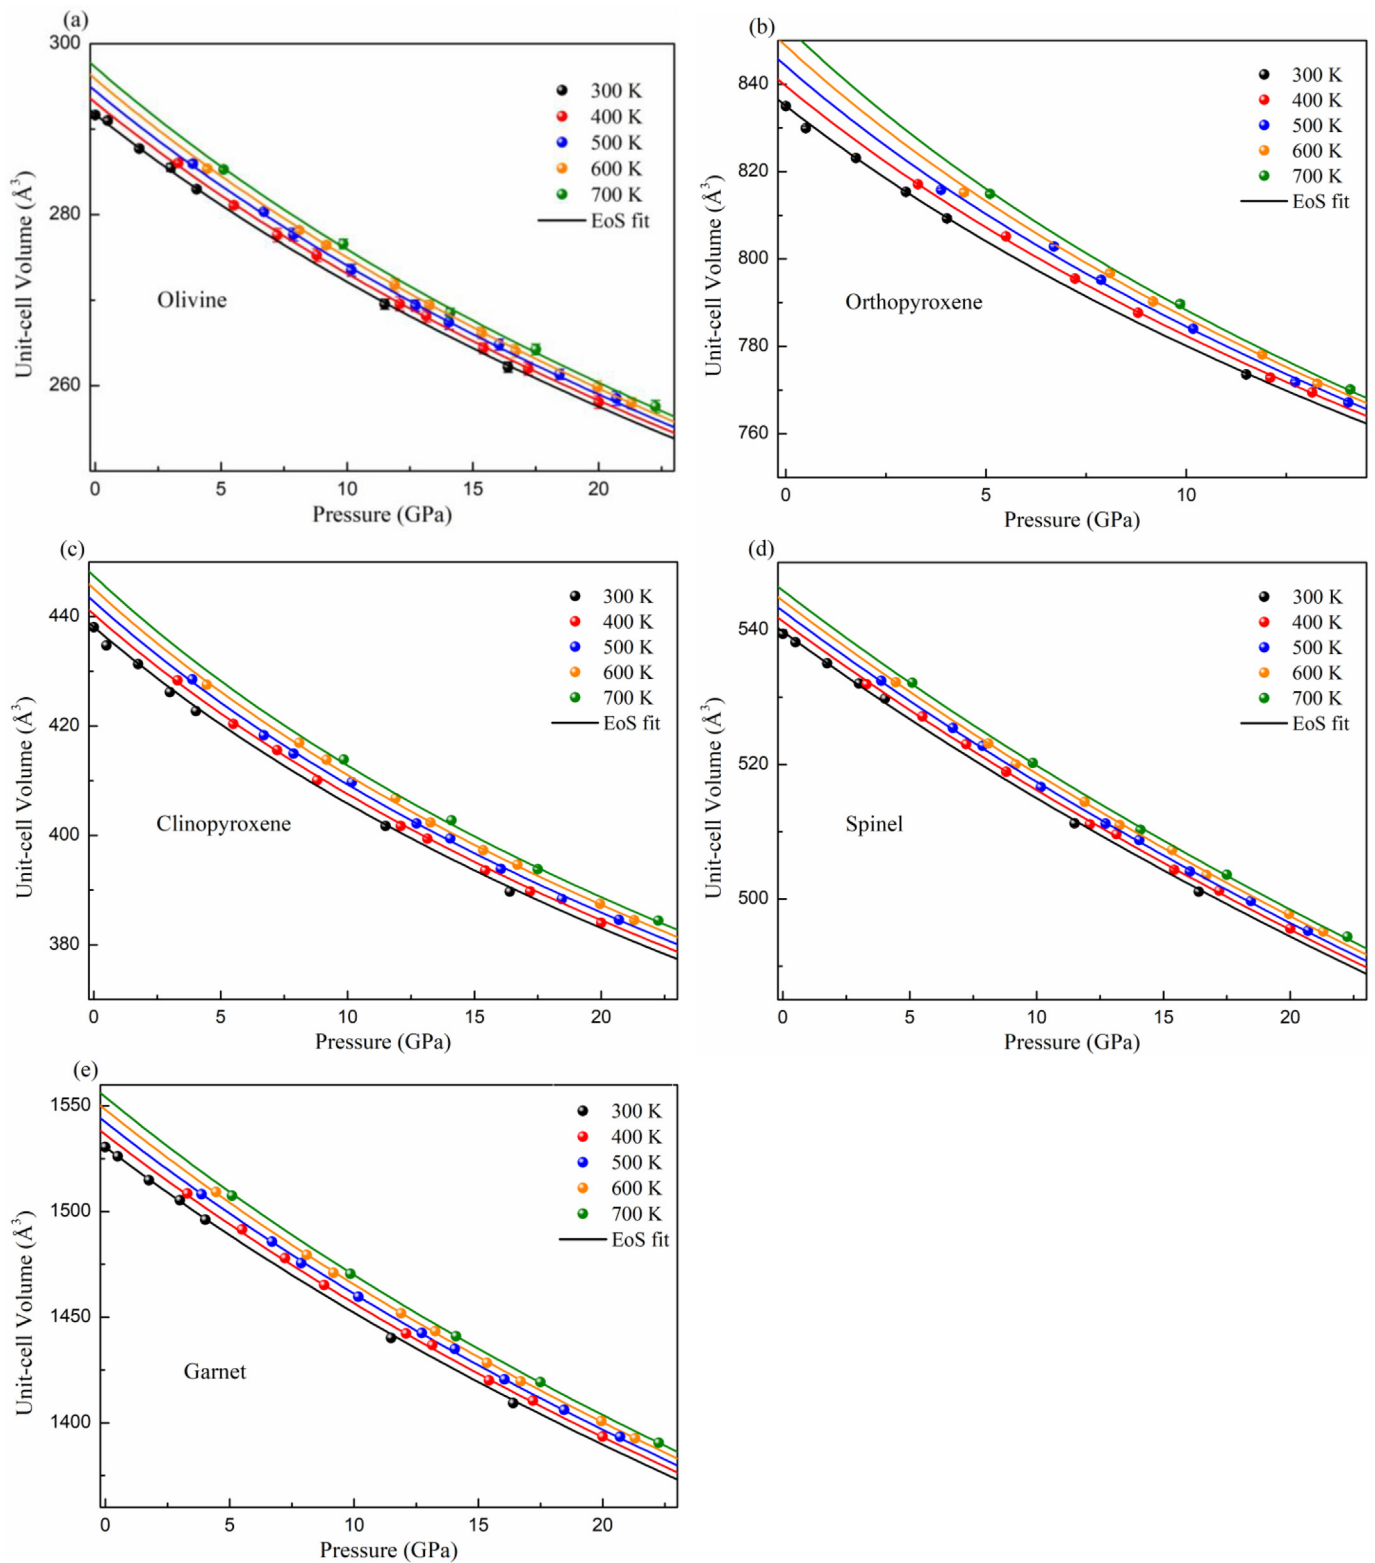 (a)
300
280
260
0 5 10 15 20
Unit-cell Volume (Å³)
Pressure (GPa)
300 K
400 K
500 K
600 K
700 K
EoS fit
Olivine
(b)
840
820
800
780
760
0 5 10
Unit-cell Volume (Å³)
Pressure (GPa)
300 K
400 K
500 K
600 K
700 K
EoS fit
Orthopyroxene
(c)
440
420
400
380
0 5 10 15 20
Unit-cell Volume (Å³)
Pressure (GPa)
300 K
400 K
500 K
600 K
700 K
EoS fit
Clinopyroxene
(d)
540
520
500
0 5 10 15 20
Unit-cell Volume (Å³)
Pressure (GPa)
300 K
400 K
500 K
600 K
700 K
EoS fit
Spinel
(e)
1550
1500
1450
1400
0 5 10 15 20
Unit-cell Volume (Å³)
Pressure (GPa)
300 K
400 K
500 K
600 K
700 K
EoS fit
Garnet